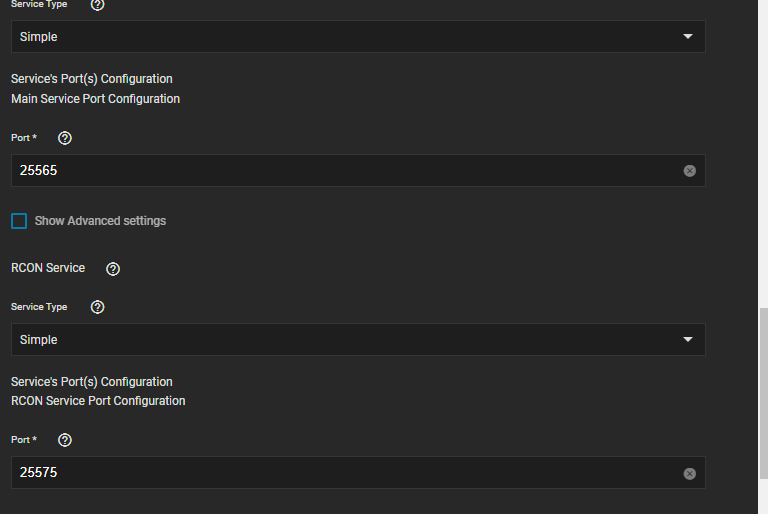 Service Type
Simple
Service's Port(s) Configuration
Main Service Port Configuration
Port *
25565
Show Advanced settings
RCON Service
Service Type
Simple
Service's Port(s) Configuration
RCON Service Port Configuration
Port *
25575